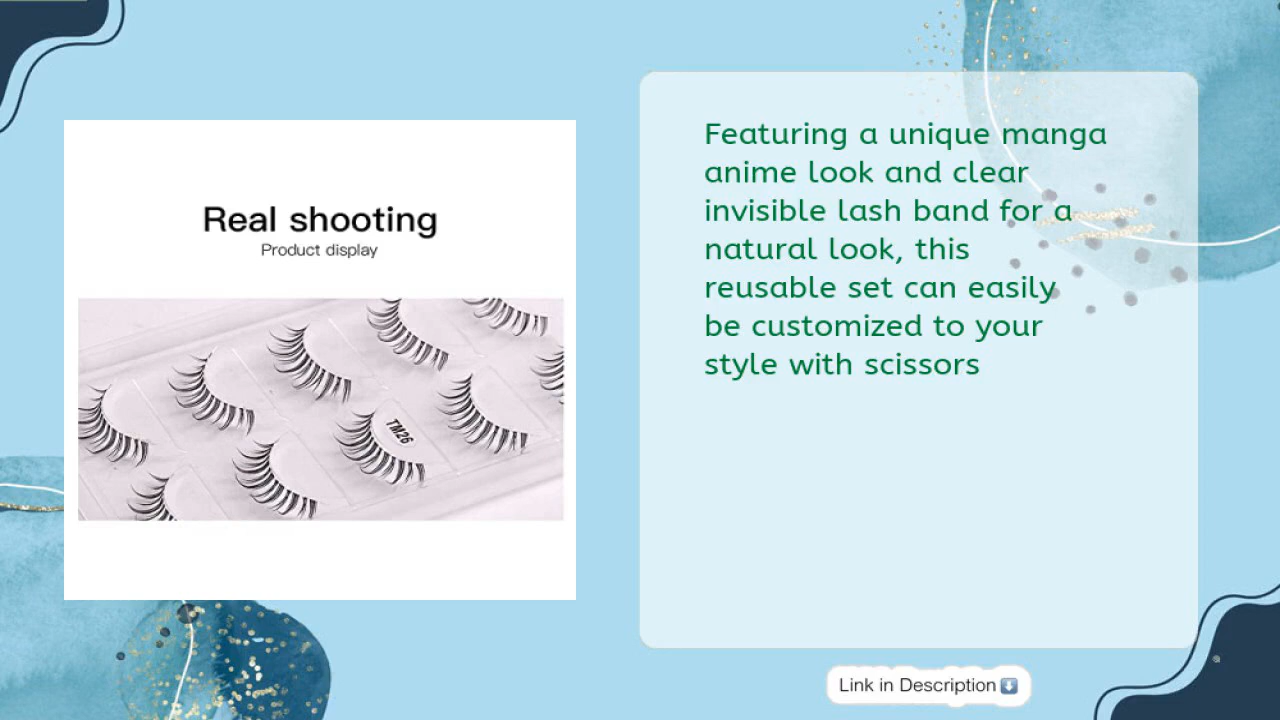 Real shooting
Product display
TM26
Featuring a unique manga
anime look and clear
invisible lash band for a
natural look, this
reusable set can easily
be customized to your
style with scissors
Link in Description⬇️